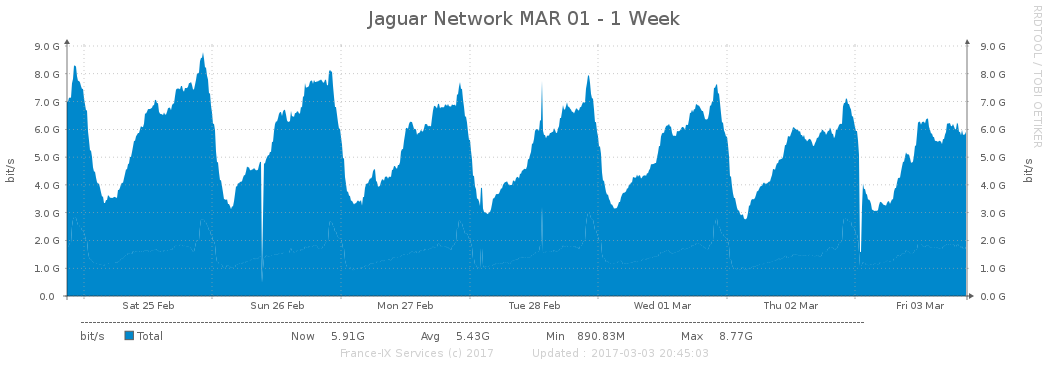 Jaguar Network MAR 01 - 1 Week
RRDTOOL / TOBI OETIKER
bit/s
9.0 G
8.0 G
7.0 G
6.0 G
5.0 G
4.0 G
3.0 G
2.0 G
1.0 G
0.0
9.0 G
8.0 G
7.0 G
6.0 G
5.0 G
4.0 G
3.0 G
2.0 G
1.0 G
0.0 G
bit/s
Sat 25 Feb Sun 26 Feb Mon 27 Feb Tue 28 Feb Wed 01 Mar Thu 02 Mar Fri 03 Mar
bit/s Total Now 5.91G Avg 5.43G Min 890.83M Max 8.77G
France-IX Services (c) 2017 Updated : 2017-03-03 20:45:03